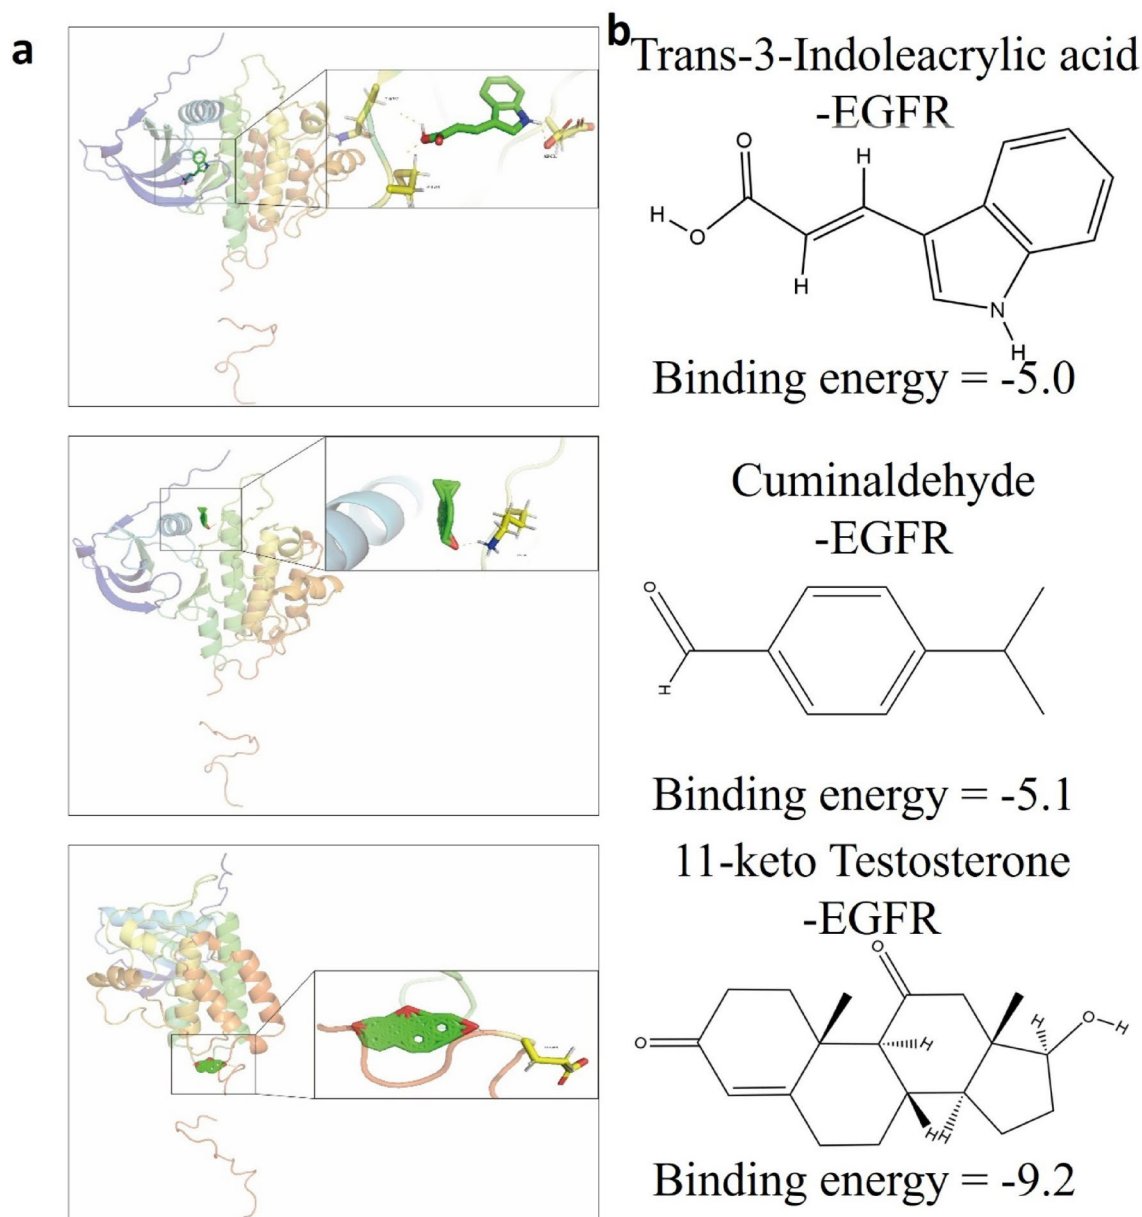 a
b
Trans-3-Indoleacrylic acid
-EGFR
O
H
H
O
H
N
H
Binding energy = -5.0
Cuminaldehyde
-EGFR
O
H
Binding energy = -5.1
11-keto Testosterone
-EGFR
O
H
O
H
O
H
H
H
Binding energy = -9.2